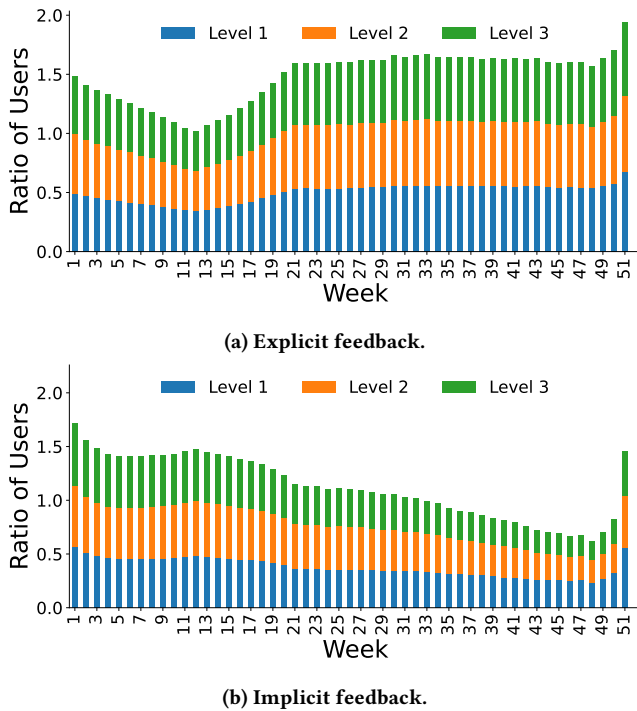 2.0
Level 1 Level 2 Level 3
1.5
1.0
0.5
0.0
Ratio of Users
1 3 5 7 9 11 13 15 17 19 21 23 25 27 29 31 33 35 37 39 41 43 45 47 49 51
Week
(a) Explicit feedback.
2.0
Level 1 Level 2 Level 3
1.5
1.0
0.5
0.0
Ratio of Users
1 3 5 7 9 11 13 15 17 19 21 23 25 27 29 31 33 35 37 39 41 43 45 47 49 51
Week
(b) Implicit feedback.